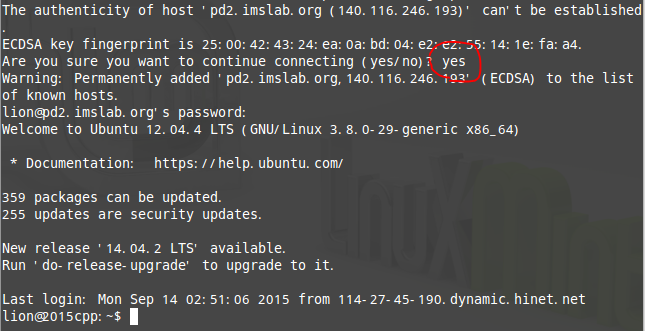 The authenticity of host 'pd2.imslab.org (140.116.246.193)' can't be established
.
ECDSA key fingerprint is 25:00:42:43:24:ea:0a:bd:04:e2:e2:55:14:1e:fa:a4.
Are you sure you want to continue connecting (yes/no)? yes
Warning: Permanently added 'pd2.imslab.org,140.116.246.193' (ECDSA) to the list
of known hosts.
lion@pd2.imslab.org's password:
Welcome to Ubuntu 12.04.4 LTS (GNU/Linux 3.8.0-29-generic x86_64)
* Documentation: https://help.ubuntu.com/
359 packages can be updated.
255 updates are security updates.
New release '14.04.2 LTS' available.
Run 'do-release-upgrade' to upgrade to it.
Last login: Mon Sep 14 02:51:06 2015 from 114-27-45-190.dynamic.hinet.net
lion@2015cpp:~$